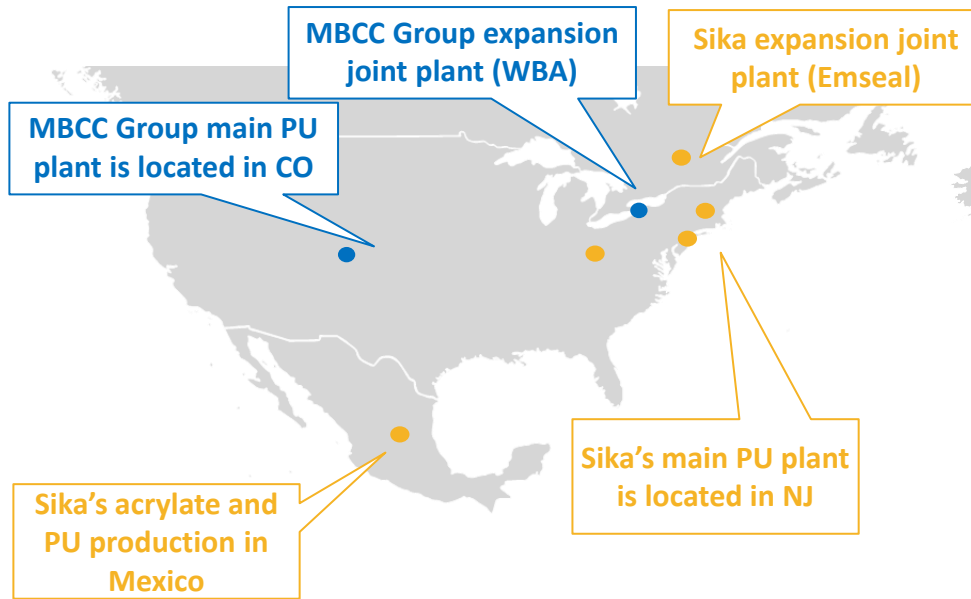 MBCC Group expansion
joint plant (WBA)
Sika expansion joint
plant (Emseal)
MBCC Group main PU
plant is located in CO
Sika’s main PU plant
is located in NJ
Sika’s acrylate and
PU production in
Mexico